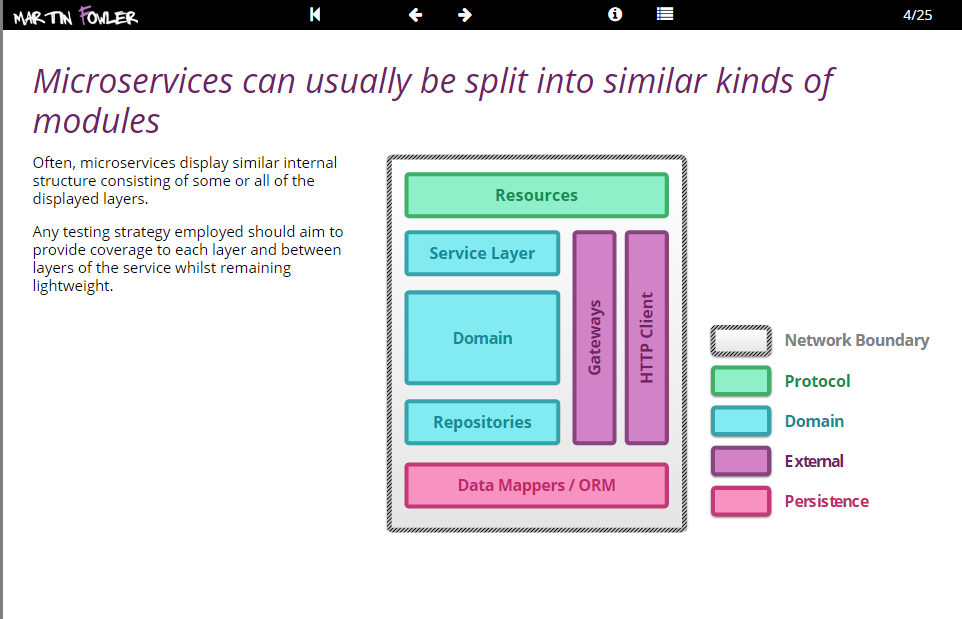 MARTIN FOWLER
4/25
Microservices can usually be split into similar kinds of
modules
Often, microservices display similar internal
structure consisting of some or all of the
displayed layers.
Any testing strategy employed should aim to
provide coverage to each layer and between
layers of the service whilst remaining
lightweight.
Resources
Service Layer
Domain
Repositories
Gateways
HTTP Client
Data Mappers / ORM
Network Boundary
Protocol
Domain
External
Persistence